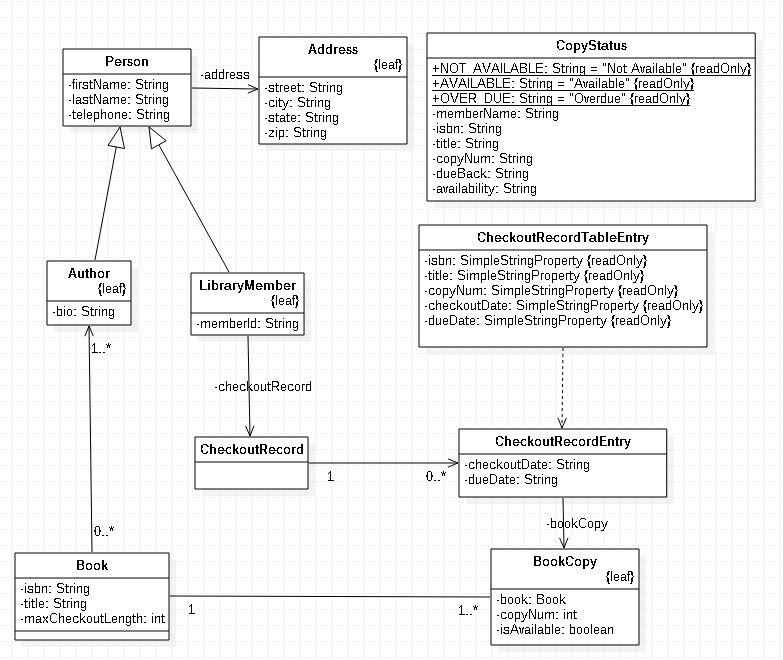 Person
-firstName: String
-lastName: String
-telephone: String
-address
Address
{leaf}
-street: String
-city: String
-state: String
-zip: String
CopyStatus
+NOT_AVAILABLE: String = "Not Available" {readOnly}
+AVAILABLE: String = "Available" {readOnly}
+OVER_DUE: String = "Overdue" {readOnly}
-memberName: String
-isbn: String
-title: String
-copyNum: String
-dueBack: String
-availability: String
CheckoutRecordTableEntry
-isbn: SimpleStringProperty {readOnly}
-title: SimpleStringProperty {readOnly}
-copyNum: SimpleStringProperty {readOnly}
-checkoutDate: SimpleStringProperty {readOnly}
-dueDate: SimpleStringProperty {readOnly}
Author
{leaf}
-bio: String
LibraryMember
{leaf}
-memberId: String
1..*
-checkoutRecord
CheckoutRecord
1
0..*
CheckoutRecordEntry
-checkoutDate: String
-dueDate: String
-bookCopy
0..*
Book
-isbn: String
-title: String
-maxCheckoutLength: int
1
1..*
BookCopy
{leaf}
-book: Book
-copyNum: int
-isAvailable: boolean